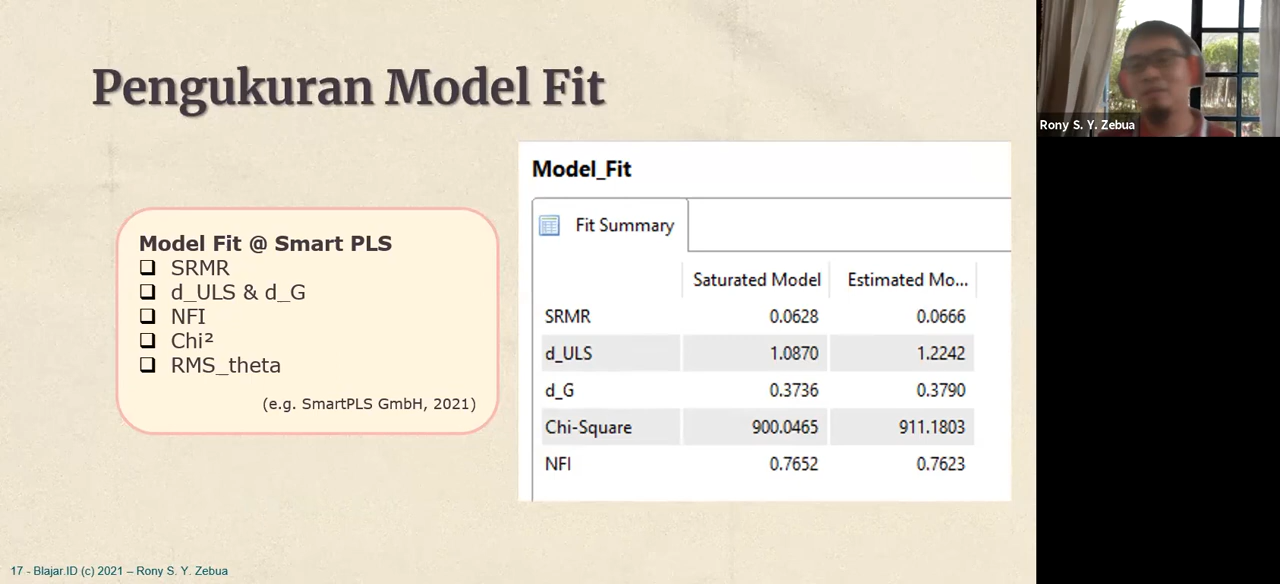 Pengukuran Model Fit
Rony S. Y. Zebua
Model Fit @ Smart PLS
❑ SRMR
❑ d_ULS & d_G
❑ NFI
❑ Chi²
❑ RMS_theta
(e.g. SmartPLS GmbH, 2021)
Model_Fit
Fit Summary
Saturated Model Estimated Mo...
SRMR 0.0628 0.0666
d_ULS 1.0870 1.2242
d_G 0.3736 0.3790
Chi-Square 900.0465 911.1803
NFI 0.7652 0.7623
17 - Blajar.ID (c) 2021 – Rony S. Y. Zebua